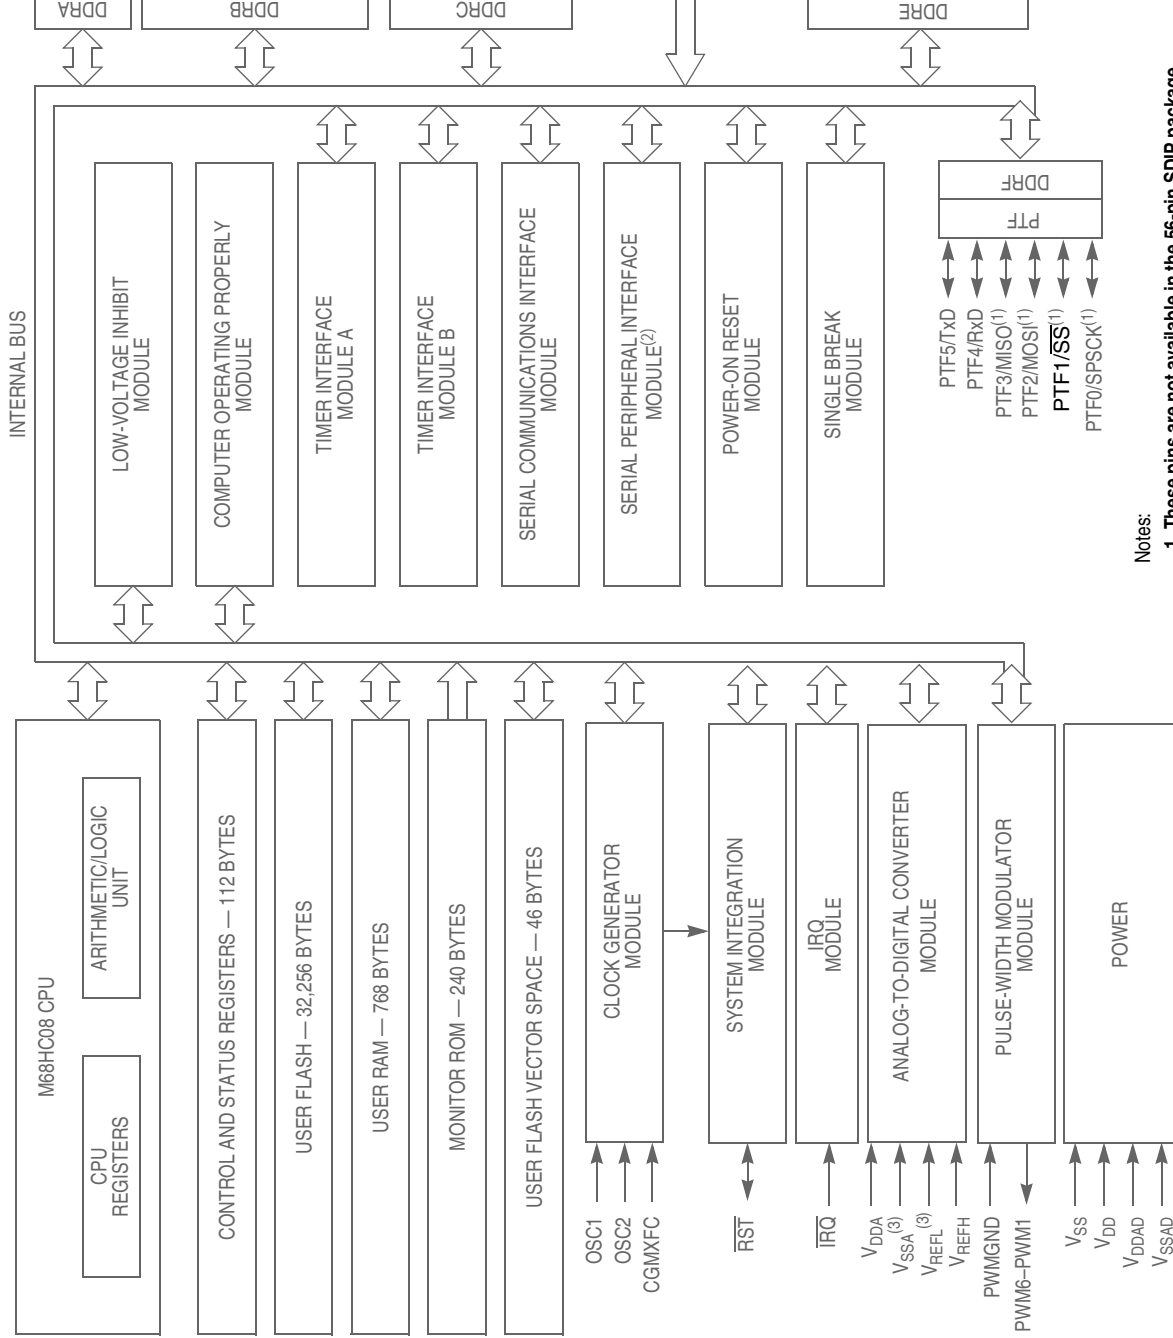 INTERNAL BUS
M68HC08 CPU
CPU
REGISTERS
ARITHMETIC/LOGIC
UNIT
CONTROL AND STATUS REGISTERS — 112 BYTES
USER FLASH — 32,256 BYTES
USER RAM — 768 BYTES
MONITOR ROM — 240 BYTES
USER FLASH VECTOR SPACE — 46 BYTES
OSC1
OSC2
CGMXFC
CLOCK GENERATOR
MODULE
RST
SYSTEM INTEGRATION
MODULE
IRQ
IRQ
MODULE
VDDA
VSSA(3)
VREFL(3)
VREFH
ANALOG-TO-DIGITAL CONVERTER
MODULE
PWMGND
PWM6–PWM1
PULSE-WIDTH MODULATOR
MODULE
VSS
VDD
VDDAD
VSSAD
POWER
LOW-VOLTAGE INHIBIT
MODULE
COMPUTER OPERATING PROPERLY
MODULE
TIMER INTERFACE
MODULE A
TIMER INTERFACE
MODULE B
SERIAL COMMUNICATIONS INTERFACE
MODULE
SERIAL PERIPHERAL INTERFACE
MODULE(2)
POWER-ON RESET
MODULE
SINGLE BREAK
MODULE
DDRA
DDRB
DDRC
DDRE
DDRF
PTF
PTF5/TxD
PTF4/RxD
PTF3/MISO(1)
PTF2/MOSI(1)
PTF1/SS(1)
PTF0/SPSCK(1)
Notes:
1. These pins are not available in the 56-pin SDIP package